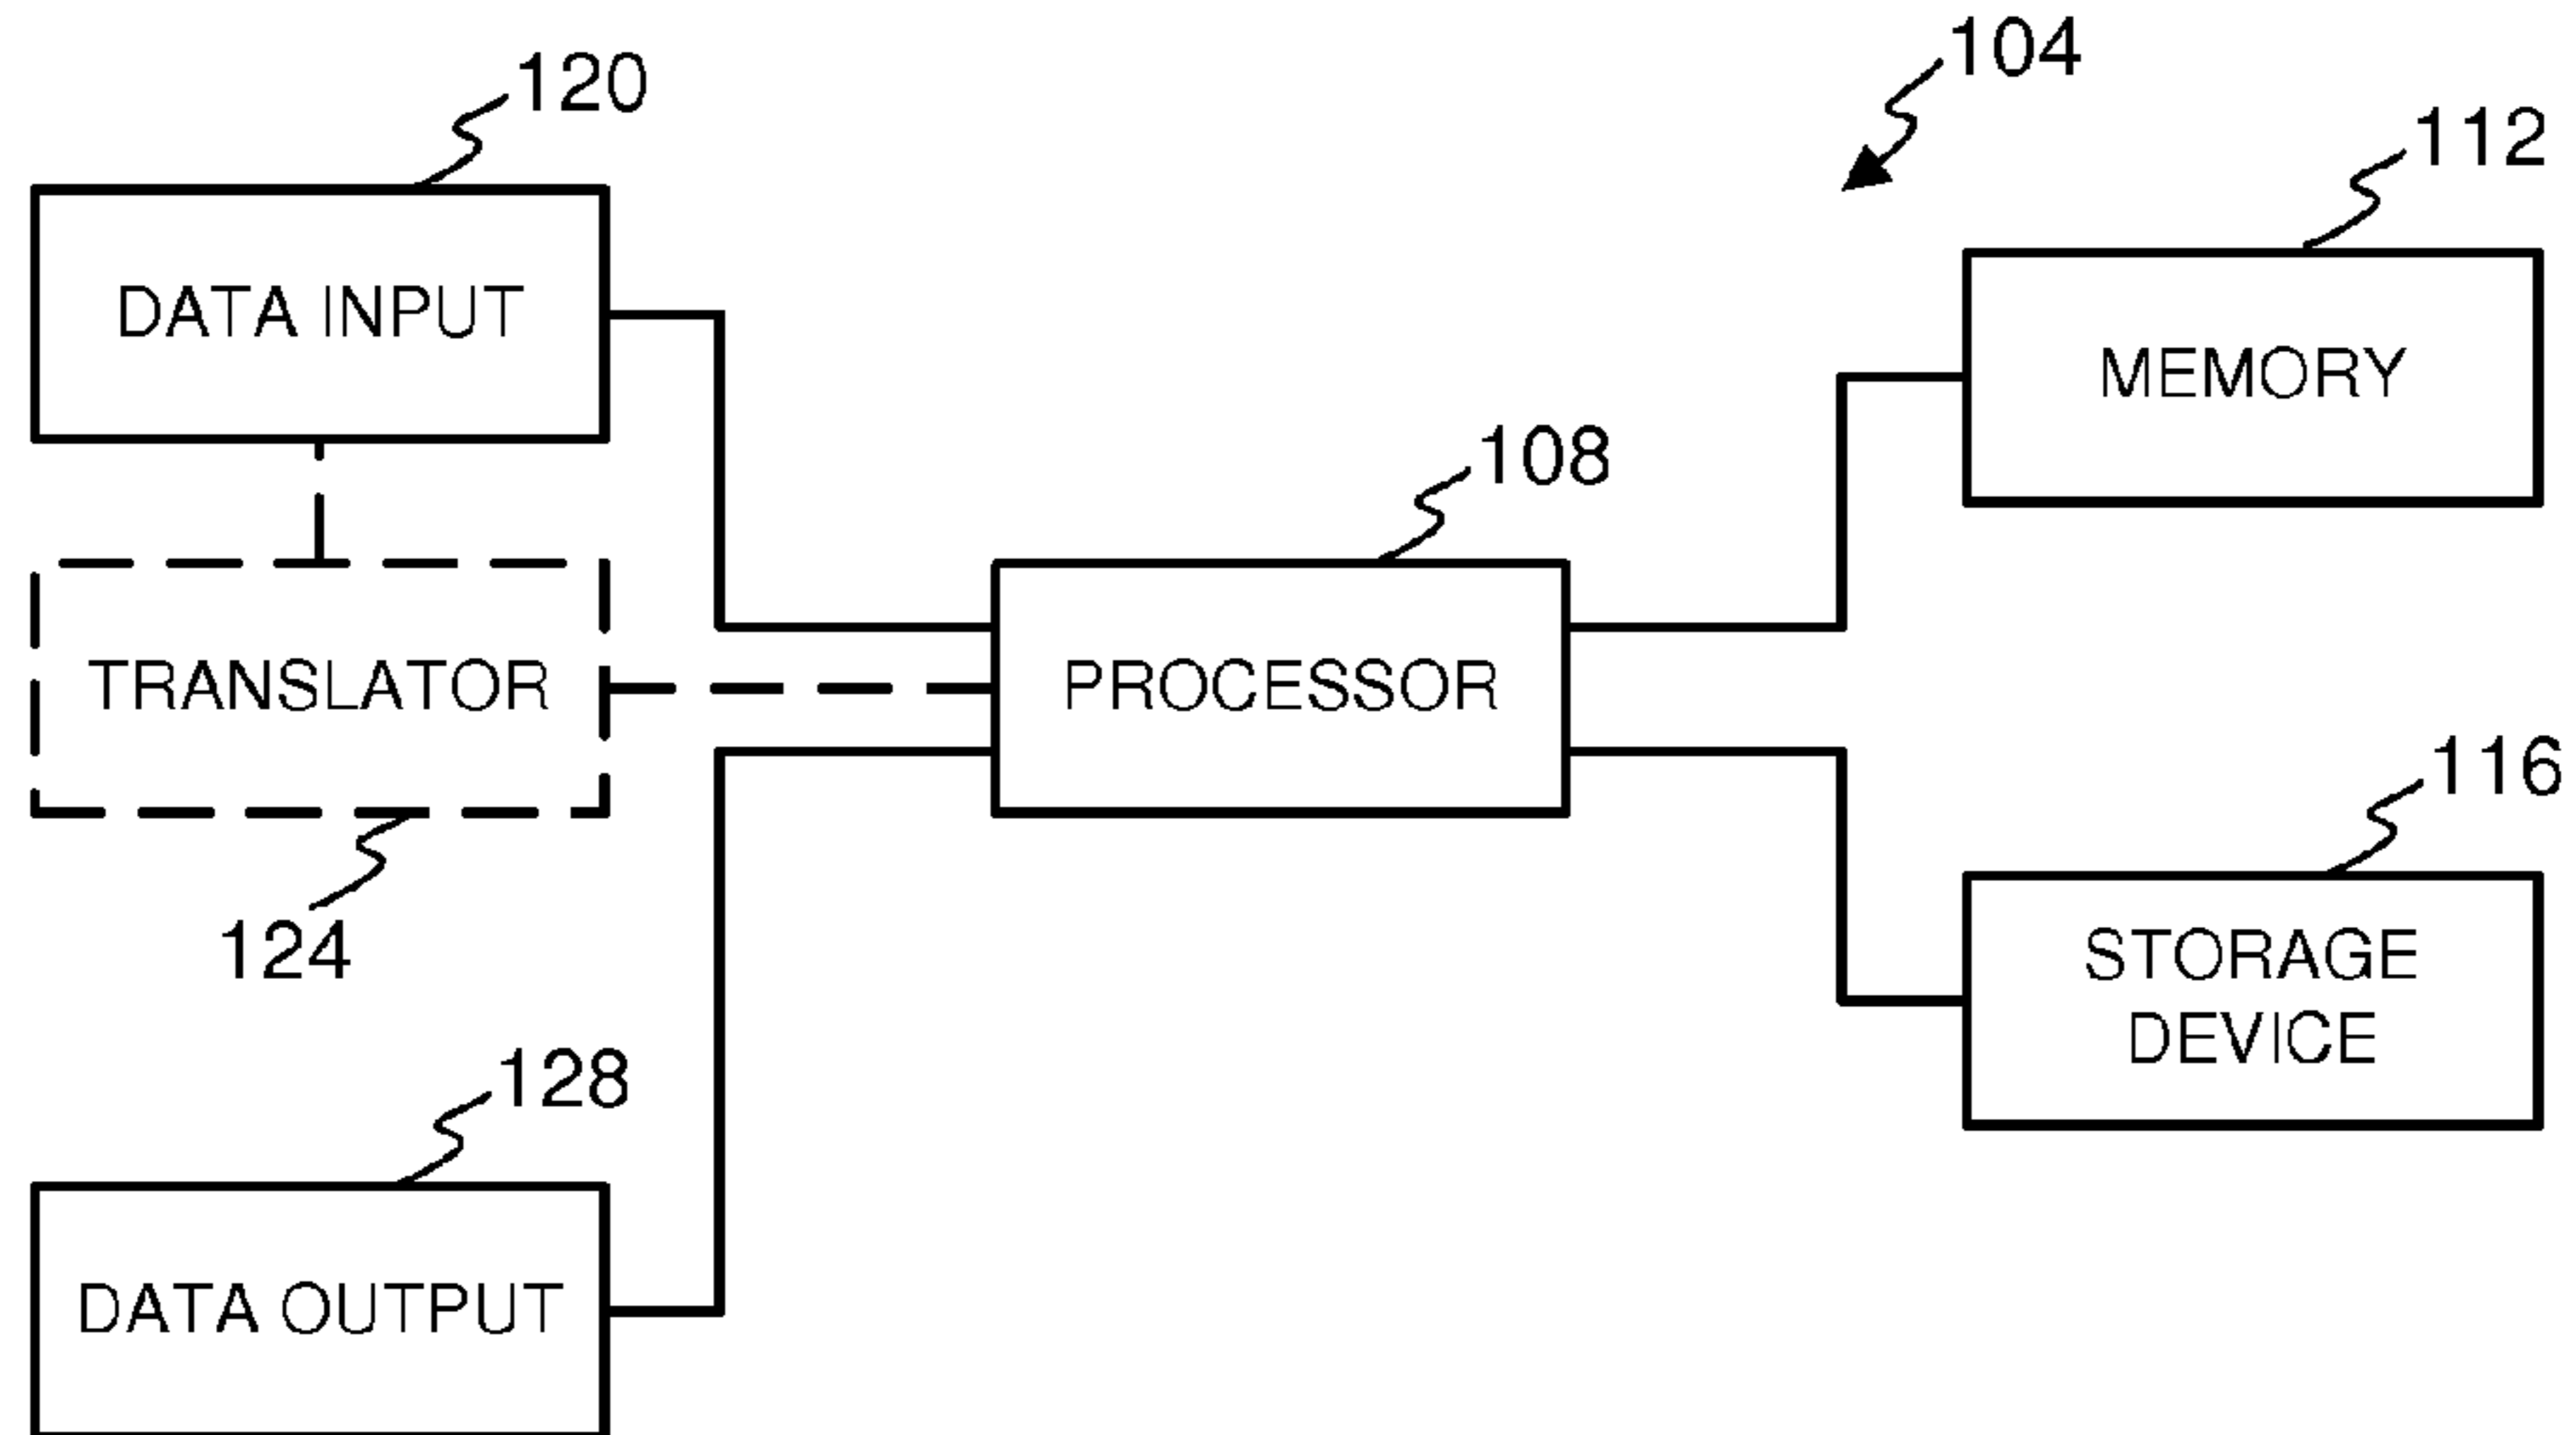 120
104
112
DATA INPUT
MEMORY
108
TRANSLATOR
PROCESSOR
116
124
STORAGE
DEVICE
128
DATA OUTPUT